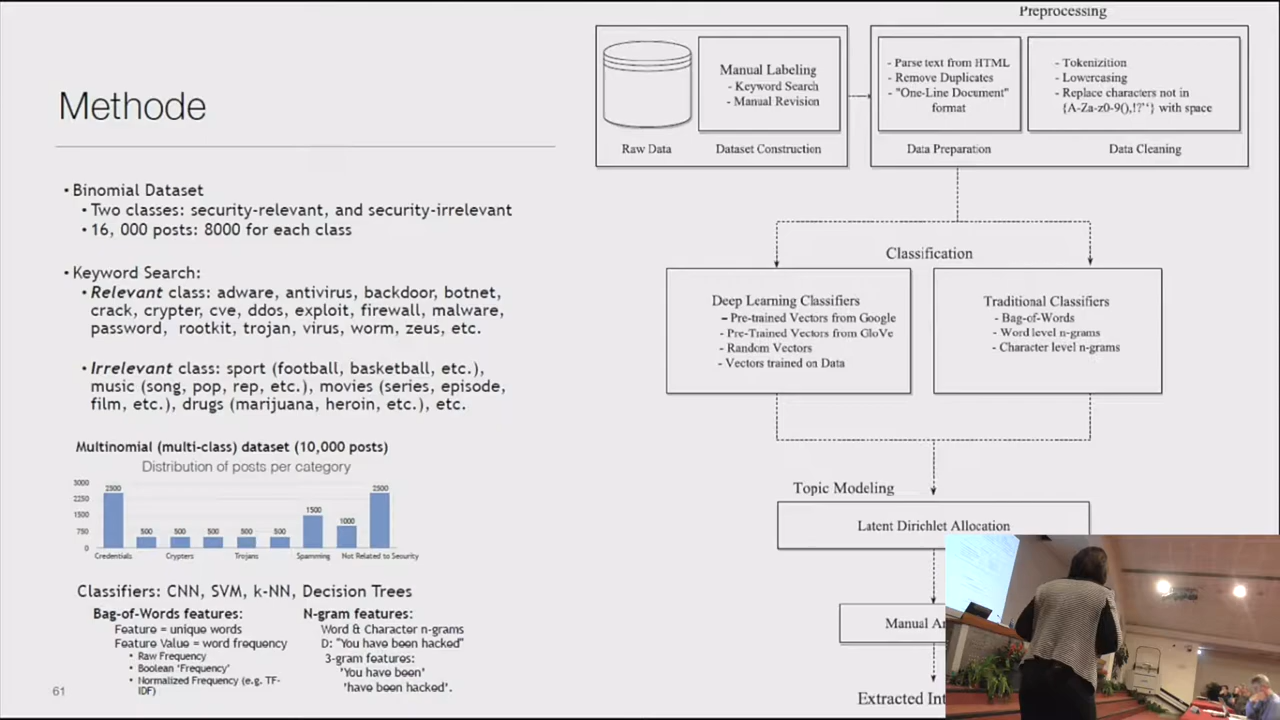 Methode
• Binomial Dataset
• Two classes: security-relevant, and security-irrelevant
• 16, 000 posts: 8000 for each class
• Keyword Search:
• Relevant class: adware, antivirus, backdoor, botnet,
crack, crypter, cve, ddos, exploit, firewall, malware,
password, rootkit, trojan, virus, worm, zeus, etc.
• Irrelevant class: sport (football, basketball, etc.),
music (song, pop, rep, etc.), movies (series, episode,
film, etc.), drugs (marijuana, heroin, etc.), etc.
Multinomial (multi-class) dataset (10,000 posts)
Distribution of posts per category
3000
2250
1500
750
0
2500
500
500
500
500
500
1500
1000
2500
Credentials
Crypters
Trojans
Spamming
Not Related to Security
Classifiers: CNN, SVM, k-NN, Decision Trees
Bag-of-Words features:
Feature = unique words
Feature Value = word frequency
• Raw Frequency
• Boolean 'Frequency'
• Normalized Frequency (e.g. TF-
IDF)
N-gram features:
Word & Character n-grams
D: "You have been hacked"
3-gram features:
'You have been'
'have been hacked'.
61
Preprocessing
Raw Data
Manual Labeling
- Keyword Search
- Manual Revision
Dataset Construction
- Parse text from HTML
- Remove Duplicates
- "One-Line Document"
format
Data Preparation
- Tokenizition
- Lowercasing
- Replace characters not in
{A-Za-z0-9(),!?'`} with space
Data Cleaning
Classification
Deep Learning Classifiers
- Pre-trained Vectors from Google
- Pre-Trained Vectors from GloVe
- Random Vectors
- Vectors trained on Data
Traditional Classifiers
- Bag-of-Words
- Word level n-grams
- Character level n-grams
Topic Modeling
Latent Dirichlet Allocation
Manual
Extracted